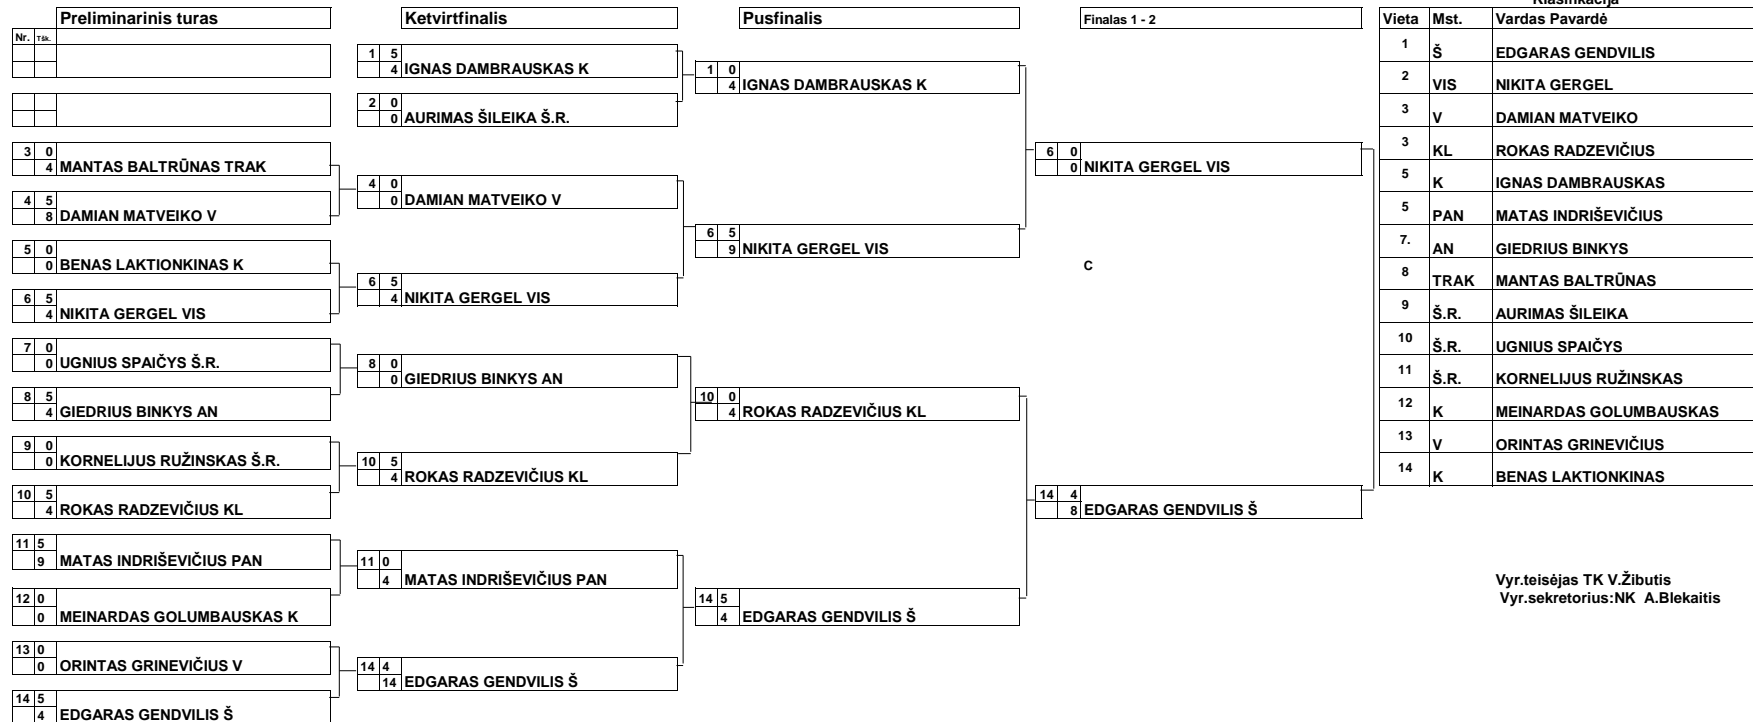 Klasifikacija
Preliminarinis turas
Ketvirtfinalis
Pusfinalis
Finalas 1 - 2
Vieta Mst. Vardas Pavardė
Nr. Tšk.
3 0
4 MANTAS BALTRŪNAS TRAK
4 5
8 DAMIAN MATVEIKO V
5 0
0 BENAS LAKTIONKINAS K
6 5
4 NIKITA GERGEL VIS
7 0
0 UGNIUS SPAIČYS Š.R.
8 5
4 GIEDRIUS BINKYS AN
9 0
0 KORNELIJUS RUŽINSKAS Š.R.
10 5
4 ROKAS RADZEVIČIUS KL
11 5
9 MATAS INDRIŠEVIČIUS PAN
12 0
0 MEINARDAS GOLUMBAUSKAS K
13 0
0 ORINTAS GRINEVIČIUS V
14 5
4 EDGARAS GENDVILIS Š
1 5
4 IGNAS DAMBRAUSKAS K
2 0
0 AURIMAS ŠILEIKA Š.R.
4 0
0 DAMIAN MATVEIKO V
6 5
4 NIKITA GERGEL VIS
8 0
0 GIEDRIUS BINKYS AN
10 5
4 ROKAS RADZEVIČIUS KL
11 0
4 MATAS INDRIŠEVIČIUS PAN
14 4
14 EDGARAS GENDVILIS Š
1 0
4 IGNAS DAMBRAUSKAS K
6 5
9 NIKITA GERGEL VIS
10 0
4 ROKAS RADZEVIČIUS KL
14 5
4 EDGARAS GENDVILIS Š
6 0
0 NIKITA GERGEL VIS
C
14 4
8 EDGARAS GENDVILIS Š
1 Š EDGARAS GENDVILIS
2 VIS NIKITA GERGEL
3 V DAMIAN MATVEIKO
3 KL ROKAS RADZEVIČIUS
5 K IGNAS DAMBRAUSKAS
5 PAN MATAS INDRIŠEVIČIUS
7. AN GIEDRIUS BINKYS
8 TRAK MANTAS BALTRŪNAS
9 Š.R. AURIMAS ŠILEIKA
10 Š.R. UGNIUS SPAIČYS
11 Š.R. KORNELIJUS RUŽINSKAS
12 K MEINARDAS GOLUMBAUSKAS
13 V ORINTAS GRINEVIČIUS
14 K BENAS LAKTIONKINAS
Vyr.teisėjas TK V.Žibutis
Vyr.sekretorius:NK A.Blekaitis